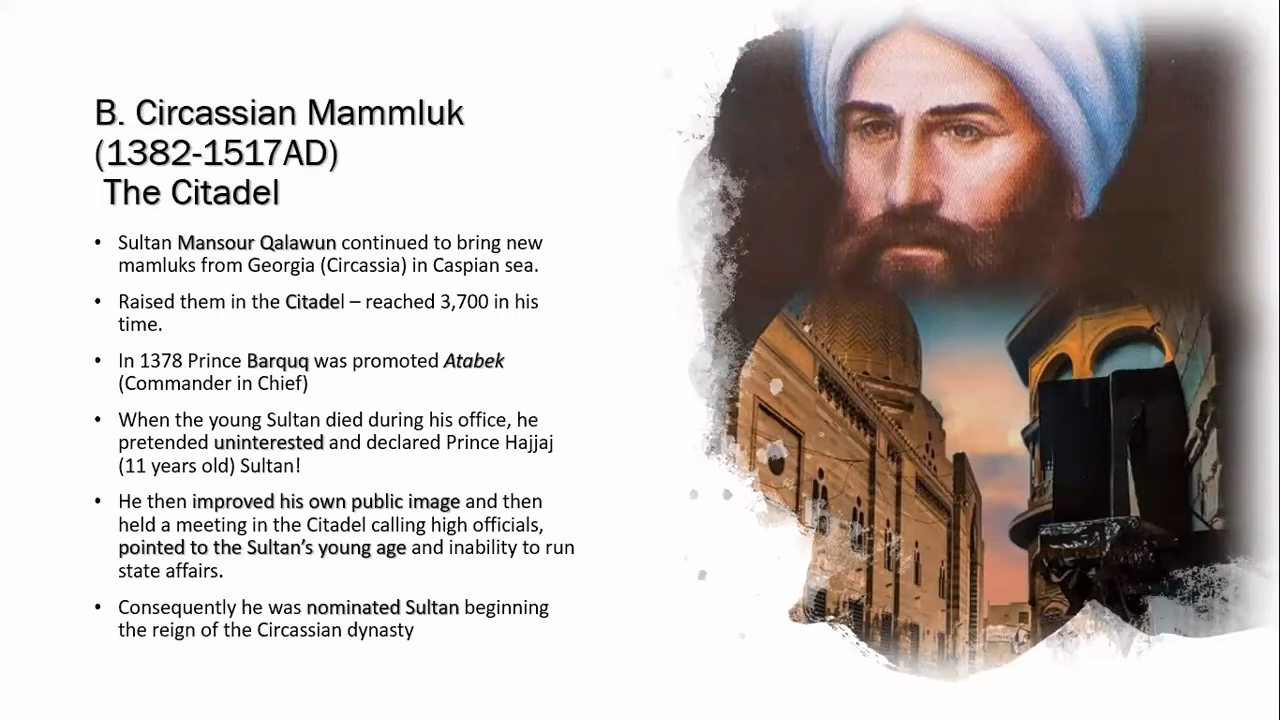 B. Circassian Mammluk
(1382-1517AD)
The Citadel
• Sultan Mansour Qalawun continued to bring new
mamluks from Georgia (Circassia) in Caspian sea.
• Raised them in the Citadel – reached 3,700 in his
time.
• In 1378 Prince Barquq was promoted Atabek
(Commander in Chief)
• When the young Sultan died during his office, he
pretended uninterested and declared Prince Hajjaj
(11 years old) Sultan!
• He then improved his own public image and then
held a meeting in the Citadel calling high officials,
pointed to the Sultan’s young age and inability to run
state affairs.
• Consequently he was nominated Sultan beginning
the reign of the Circassian dynasty